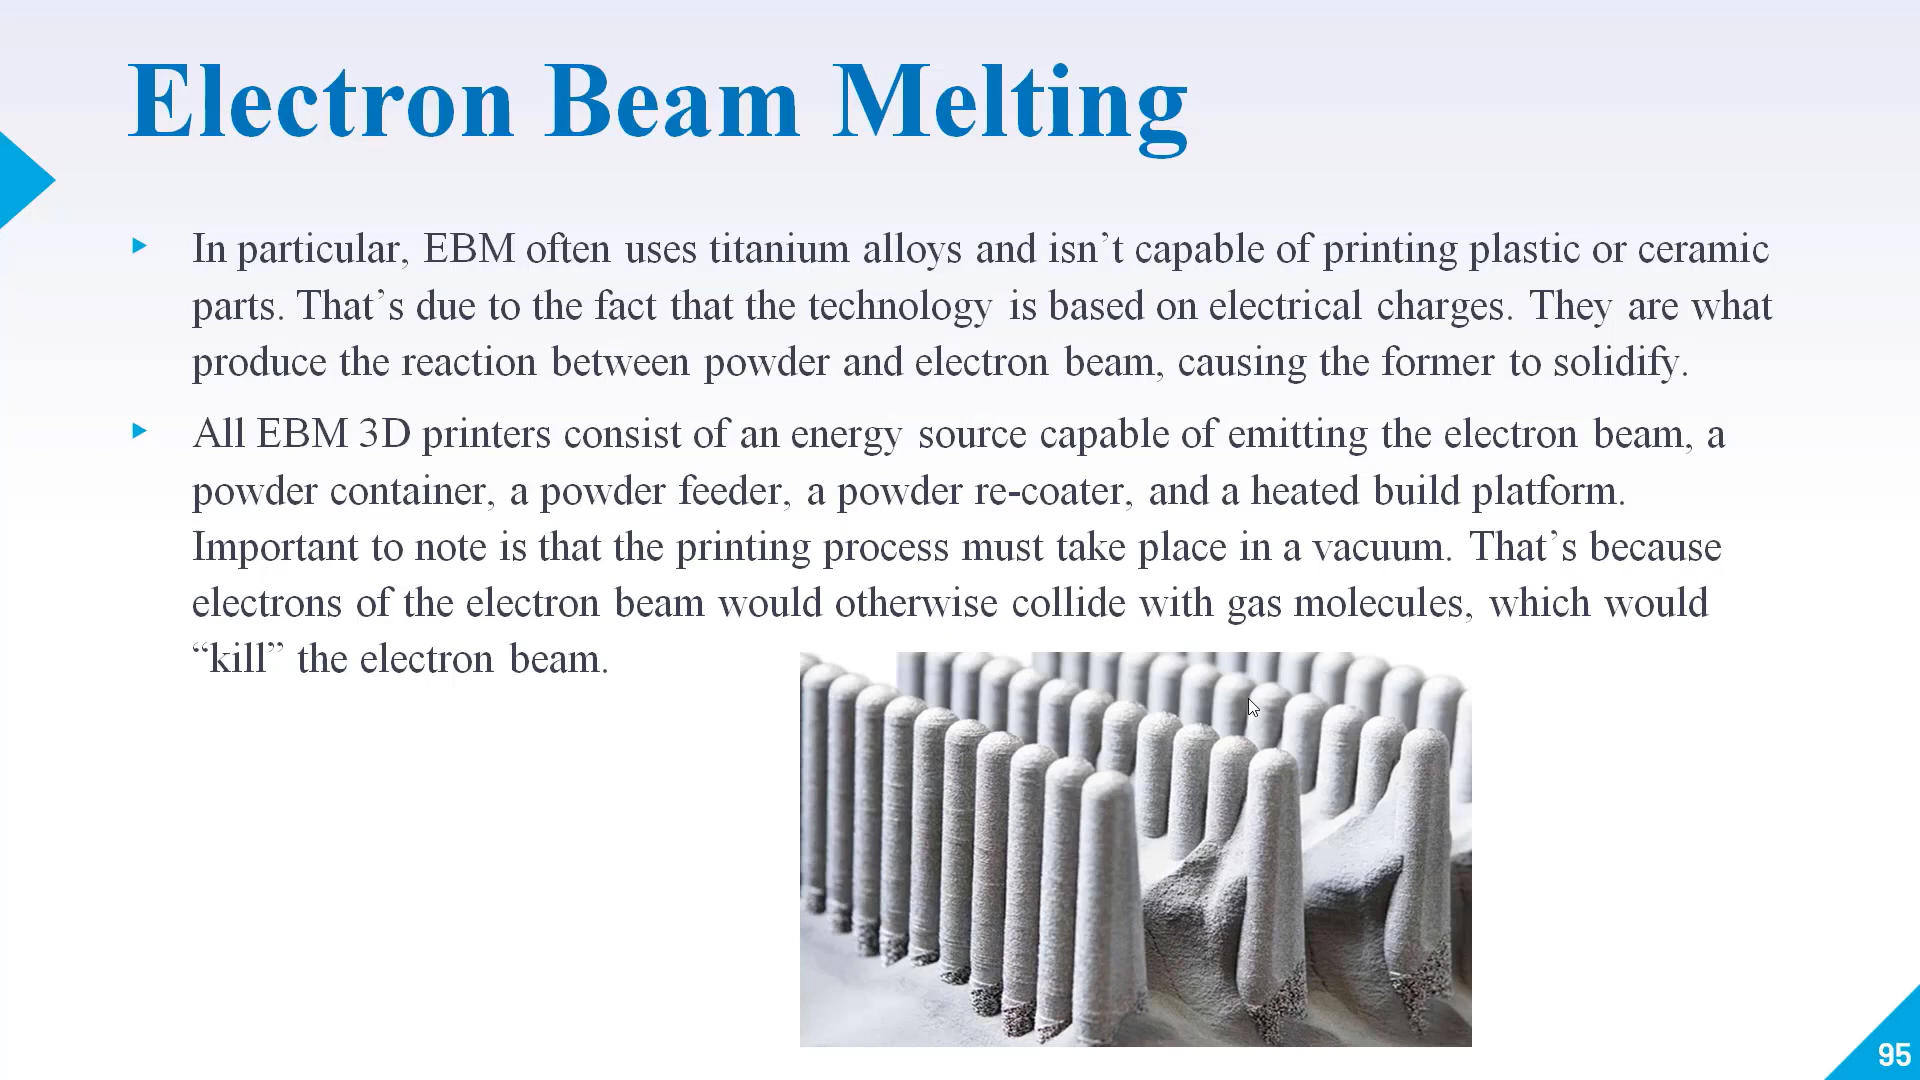 Electron Beam Melting
In particular, EBM often uses titanium alloys and isn’t capable of printing plastic or ceramic
parts. That’s due to the fact that the technology is based on electrical charges. They are what
produce the reaction between powder and electron beam, causing the former to solidify.
All EBM 3D printers consist of an energy source capable of emitting the electron beam, a
powder container, a powder feeder, a powder re-coater, and a heated build platform.
Important to note is that the printing process must take place in a vacuum. That’s because
electrons of the electron beam would otherwise collide with gas molecules, which would
“kill” the electron beam.
95